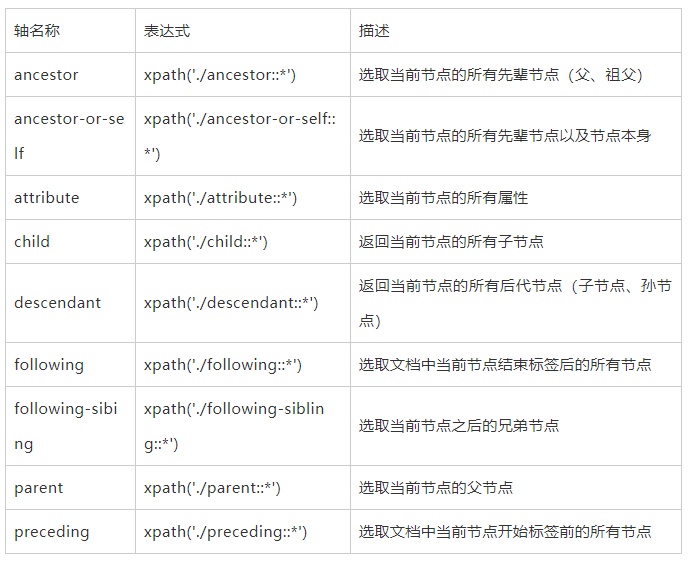 轴名称 表达式 描述
ancestor xpath('./ancestor::*') 选取当前节点的所有先辈节点（父、祖父）
ancestor-or-se xpath('./ancestor-or-self:: 选取当前节点的所有先辈节点以及节点本身
lf *')
attribute xpath('./attribute::*') 选取当前节点的所有属性
child xpath('./child::*') 返回当前节点的所有子节点
descendant xpath('./descendant::*') 返回当前节点的所有后代节点（子节点、孙节
点）
following xpath('./following::*') 选取文档中当前节点结束标签后的所有节点
following-sibi xpath('./following-siblin 选取当前节点之后的兄弟节点
ng g::*')
parent xpath('./parent::*') 选取当前节点的父节点
preceding xpath('./preceding::*') 选取文档中当前节点开始标签前的所有节点